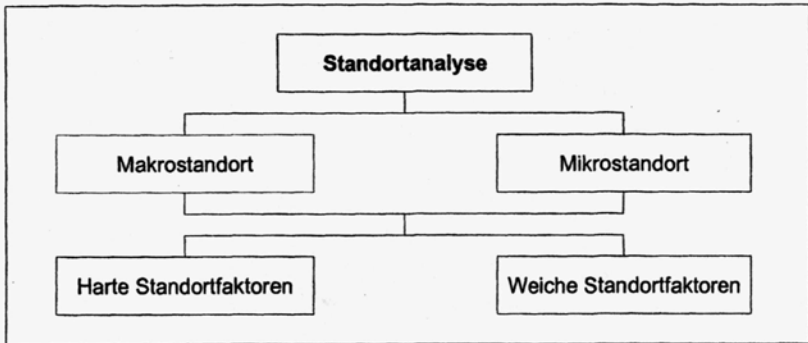 Standortanalyse
Makrostandort
Mikrostandort
Harte Standortfaktoren
Weiche Standortfaktoren